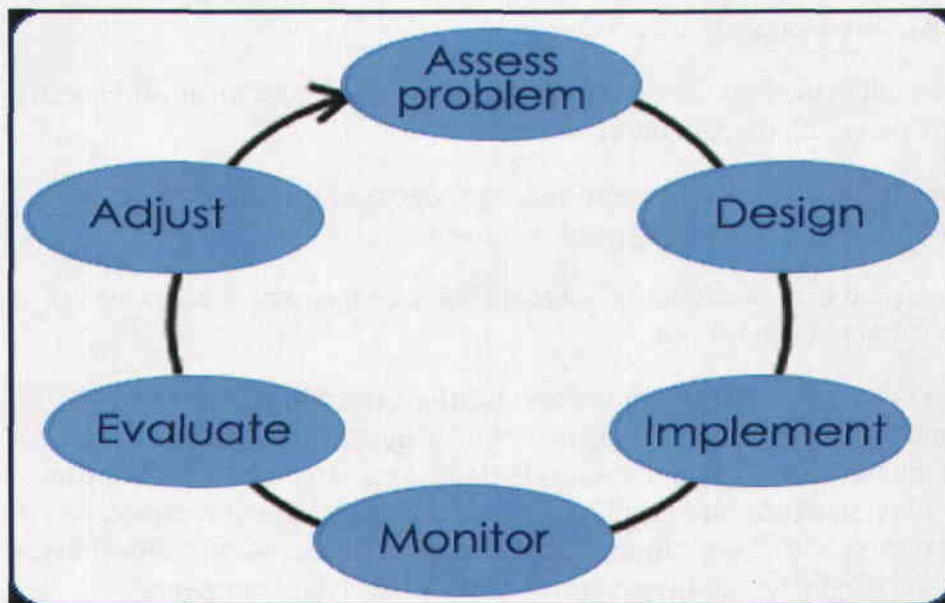 Assess
problem
Design
Implement
Monitor
Evaluate
Adjust